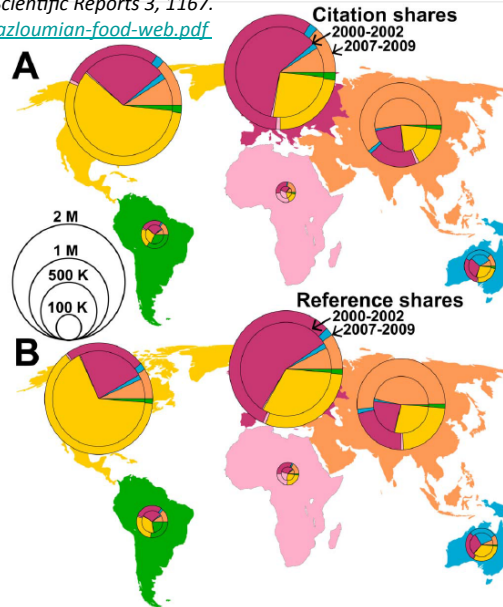 Scientific Reports 3, 1167.
azloumian-food-web.pdf
Citation shares
2000-2002
2007-2009
A
2 M
1 M
500 K
100 K
Reference shares
2000-2002
2007-2009
B